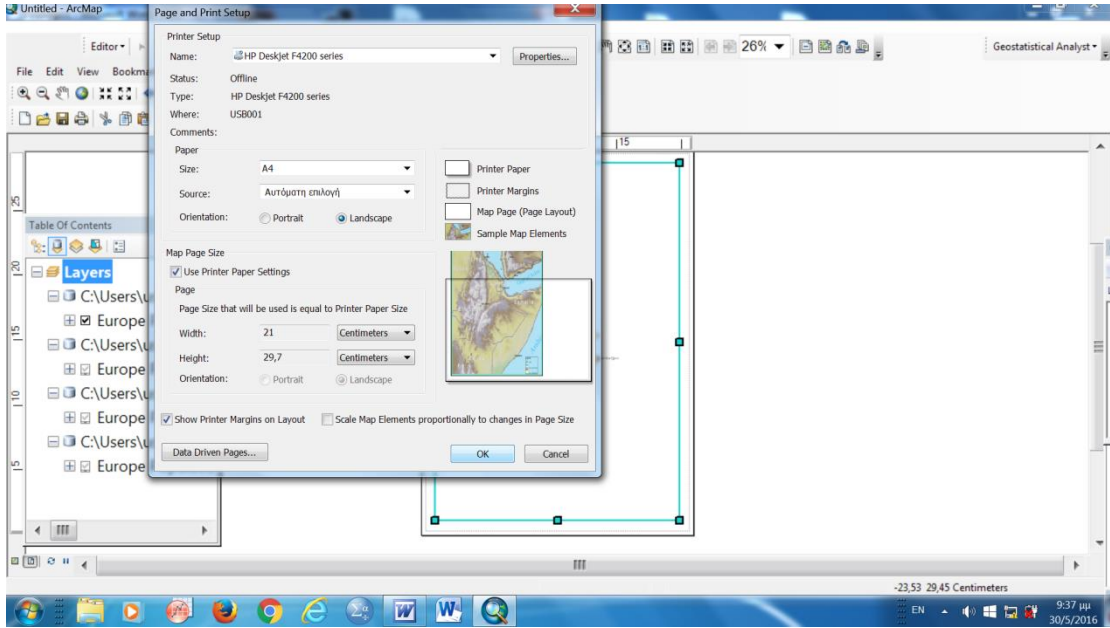 Untitled - ArcMap
Page and Print Setup
Editor
26%
Geostatistical Analyst
File Edit View
Printer Setup
Name: HP Deskjet F4200 series Properties...
Status: Offline
Type: HP Deskjet F4200 series
Where: USB001
Comments:
Paper
Size: A4
Source: Αυτόματη επιλογή
Orientation: Portrait Landscape
Printer Paper
Printer Margins
Map Page (Page Layout)
Sample Map Elements
Map Page Size
Use Printer Paper Settings
Page
Page Size that will be used is equal to Printer Paper Size
Width: 21 Centimeters
Height: 29,7 Centimeters
Orientation: Portrait Landscape
Show Printer Margins on Layout Scale Map Elements proportionally to changes in Page Size
Data Driven Pages... OK Cancel
15
25
20
15
10
5
Table Of Contents
Layers
C:\Users\u
Europe
C:\Users\u
Europe
C:\Users\u
Europe
C:\Users\u
Europe
-23,53 29,45 Centimeters
EN
9:37 μμ
30/5/2016